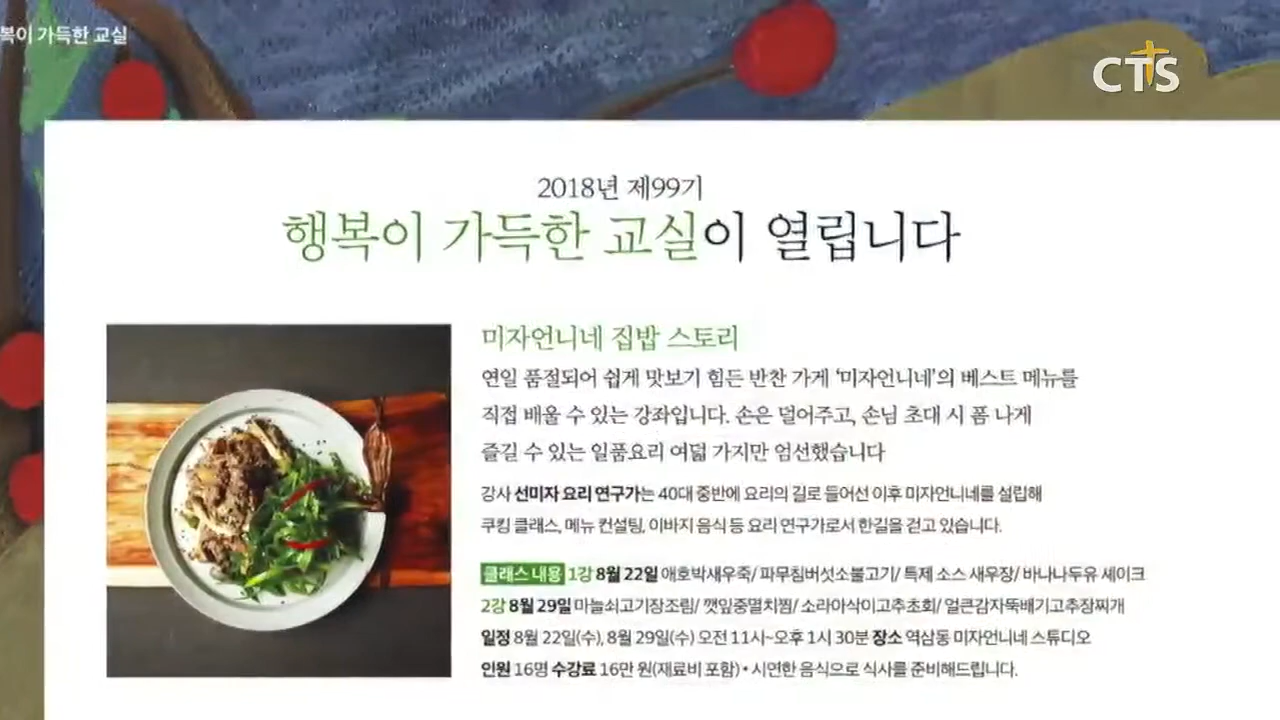 복이 가득한 교실
CTS
2018년 제99기
행복이 가득한 교실이 열립니다
미자언니네 집밥 스토리
연일 품절되어 쉽게 맛보기 힘든 반찬 가게 '미자언니네'의 베스트 메뉴를
직접 배울 수 있는 강좌입니다. 손은 덜어주고, 손님 초대 시 폼 나게
즐길 수 있는 일품요리 여덟 가지만 엄선했습니다
강사 선미자 요리 연구가는 40대 중반에 요리의 길로 들어선 이후 미자언니네를 설립해
쿠킹 클래스, 메뉴 컨설팅, 이바지 음식 등 요리 연구가로서 한길을 걷고 있습니다.
클래스 내용 1강 8월 22일 애호박새우죽/ 파무침버섯소불고기/ 특제 소스 새우장/ 바나나두유 셰이크
2강 8월 29일 마늘쇠고기장조림/ 깻잎중멸치찜/ 소라아삭이고추초회/ 얼큰감자뚝배기고추장찌개
일정 8월 22일(수), 8월 29일(수) 오전 11시~오후 1시 30분 장소 역삼동 미자언니네 스튜디오
인원 16명 수강료 16만 원(재료비 포함) • 시연한 음식으로 식사를 준비해드립니다.